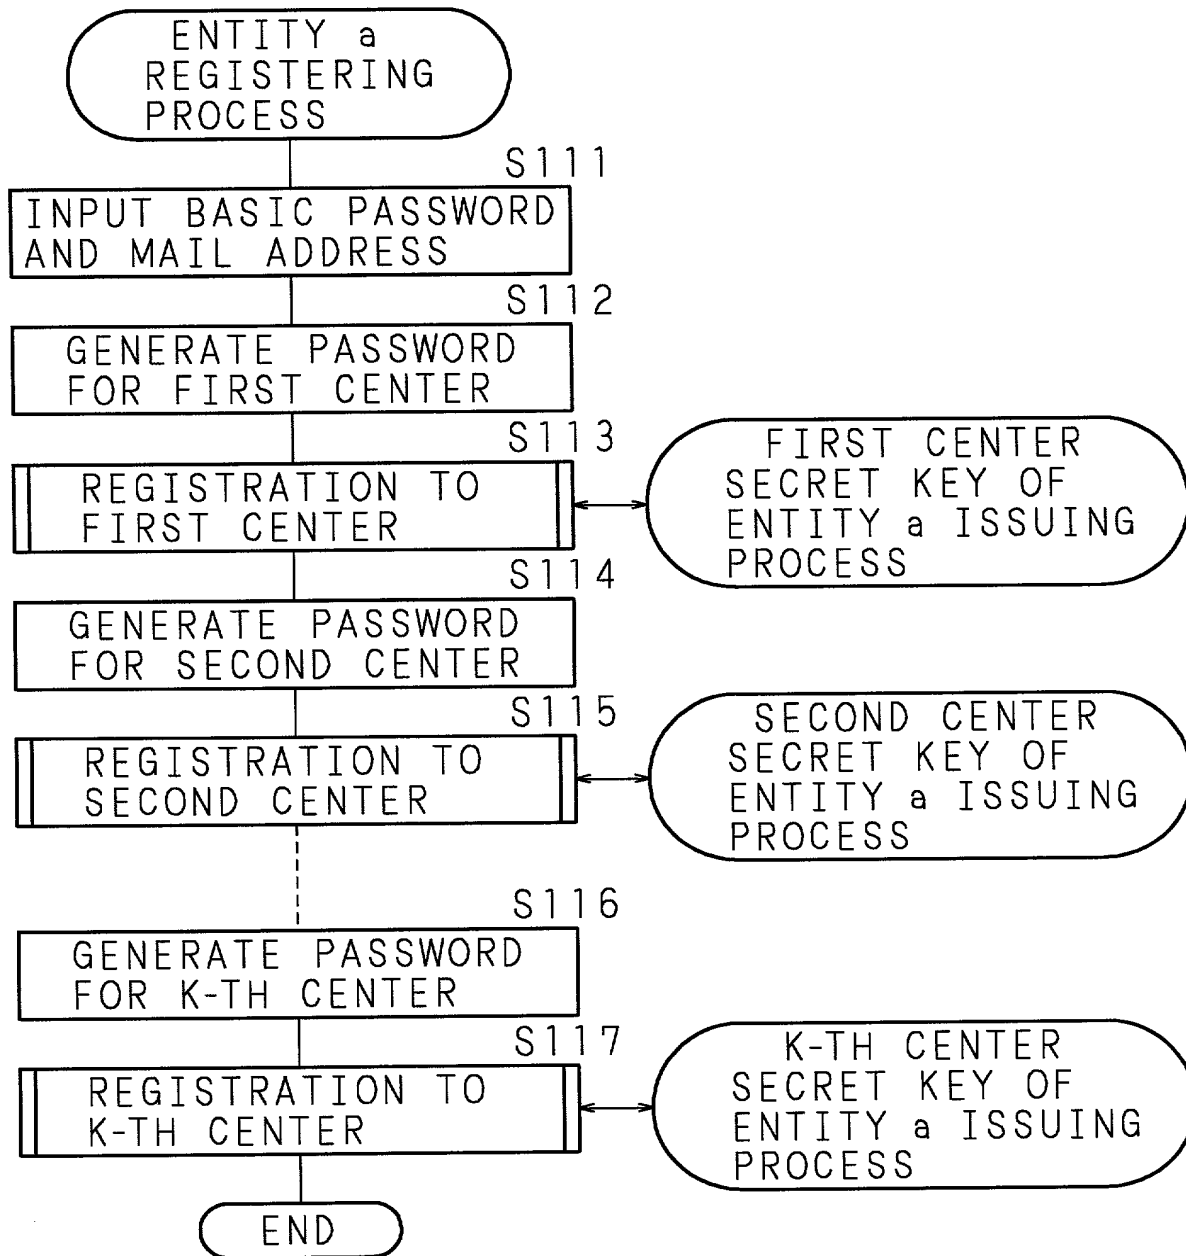 ENTITY a
REGISTERING
PROCESS
S111
INPUT BASIC PASSWORD
AND MAIL ADDRESS
S112
GENERATE PASSWORD
FOR FIRST CENTER
S113
REGISTRATION TO
FIRST CENTER
FIRST CENTER
SECRET KEY OF
ENTITY a ISSUING
PROCESS
S114
GENERATE PASSWORD
FOR SECOND CENTER
S115
REGISTRATION TO
SECOND CENTER
SECOND CENTER
SECRET KEY OF
ENTITY a ISSUING
PROCESS
S116
GENERATE PASSWORD
FOR K-TH CENTER
S117
REGISTRATION TO
K-TH CENTER
K-TH CENTER
SECRET KEY OF
ENTITY a ISSUING
PROCESS
END